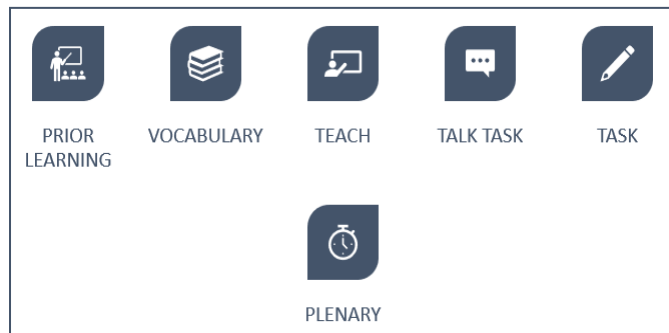 PRIOR
LEARNING
VOCABULARY
TEACH
TALK TASK
TASK
PLENARY